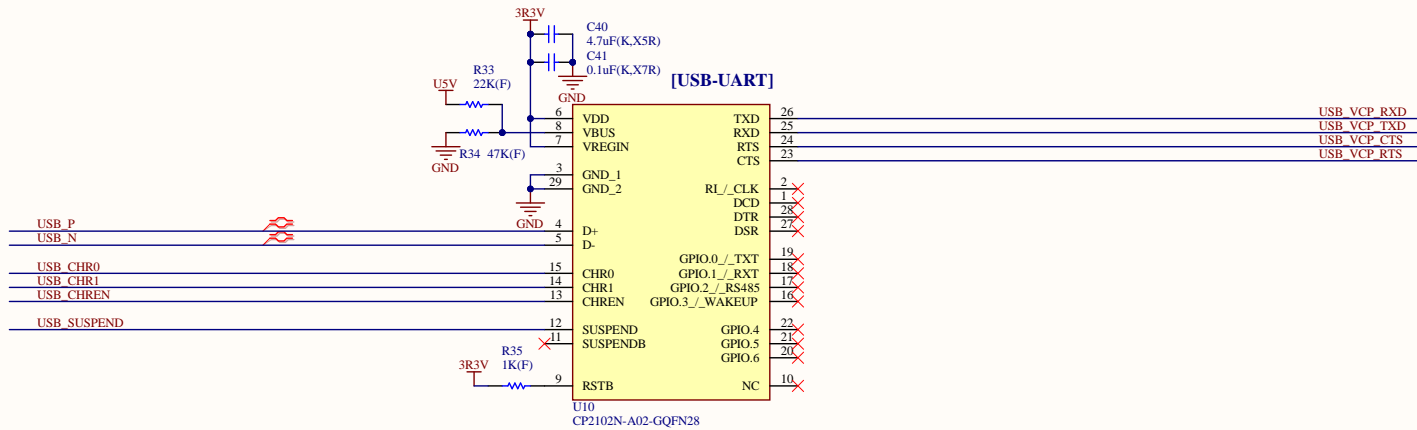 3R3V
C40
4.7uF(K,X5R)
C41
0.1uF(K,X7R)
GND
[USB-UART]
R33
22K(F)
U5V
R34 47K(F)
GND
6 VDD
8 VBUS
7 VREGIN
3 GND_1
29 GND_2
GND
USB_P 4 D+
USB_N 5 D-
USB_CHR0 15 CHR0
USB_CHR1 14 CHR1
USB_CHREN 13 CHREN
USB_SUSPEND 12 SUSPEND
11 SUSPENDB
R35
1K(F)
3R3V 9 RSTB
TXD 26 USB_VCP_RXD
RXD 25 USB_VCP_TXD
RTS 24 USB_VCP_CTS
CTS 23 USB_VCP_RTS
RI_/_CLK 2
DCD 1
DTR 28
DSR 27
GPIO.0_/_TXT 19
GPIO.1_/_RXT 18
GPIO.2_/_RS485 17
GPIO.3_/_WAKEUP 16
GPIO.4 22
GPIO.5 21
GPIO.6 20
NC 10
U10
CP2102N-A02-GQFN28